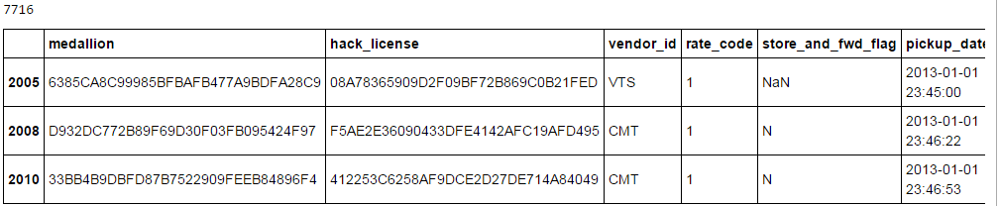 7716
medallion hack_license vendor_id rate_code store_and_fwd_flag pickup_date
2005 6385CA8C99985BFBAFB477A9BDFA28C9 08A78365909D2F09BF72B869C0B21FED VTS 1 NaN 2013-01-01 23:45:00
2008 D932DC772B89F69D30F03FB095424F97 F5AE2E36090433DFE4142AFC19AFD495 CMT 1 N 2013-01-01 23:46:22
2010 33BB4B9DBFD87B7522909FEEB84896F4 412253C6258AF9DCE2D27DE714A84049 CMT 1 N 2013-01-01 23:46:53